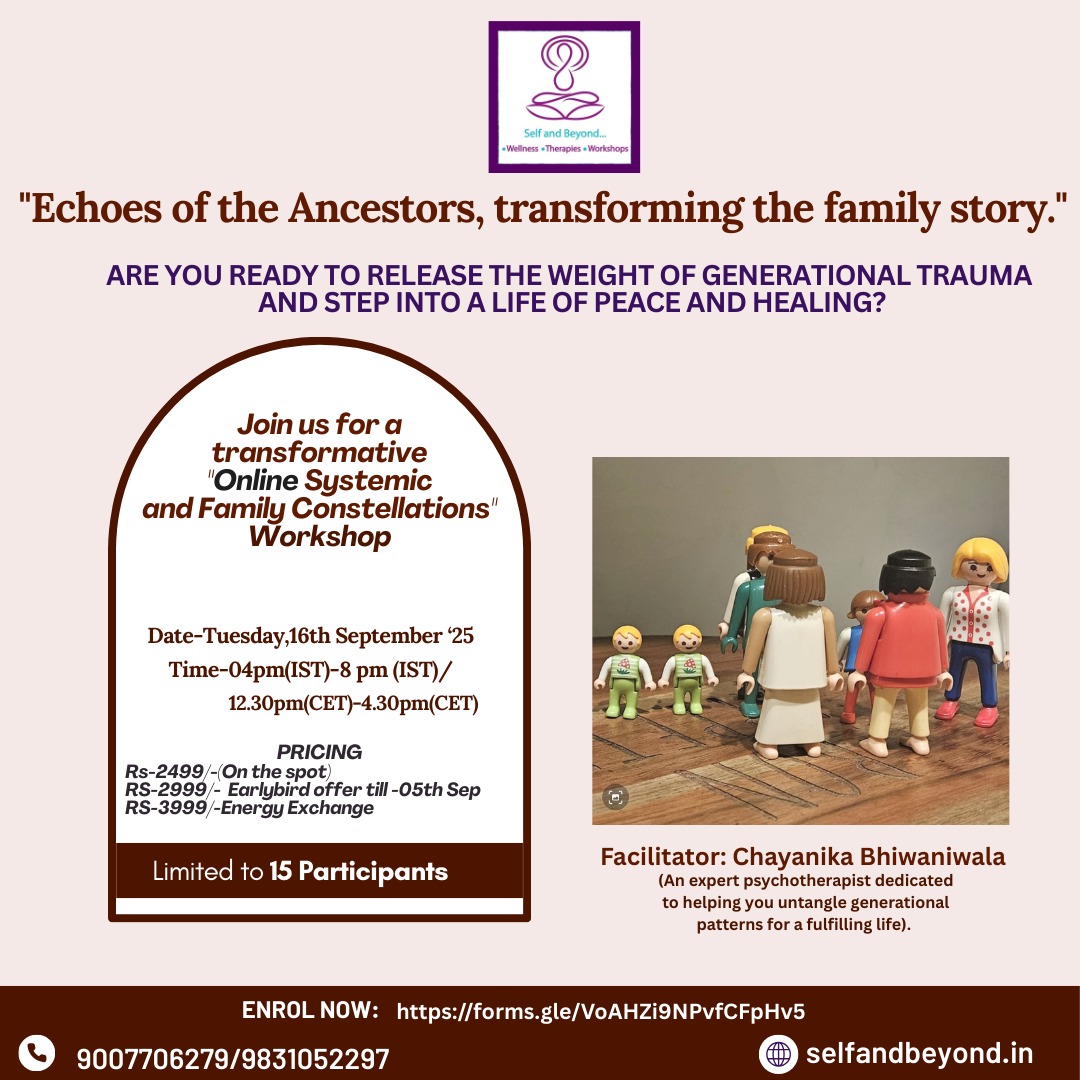 Self and Beyond...
•Wellness •Therapies •Workshops
"Echoes of the Ancestors, transforming the family story."
ARE YOU READY TO RELEASE THE WEIGHT OF GENERATIONAL TRAUMA
AND STEP INTO A LIFE OF PEACE AND HEALING?
Join us for a
transformative
"Online Systemic
and Family Constellations"
Workshop
Date-Tuesday,16th September ‘25
Time-04pm(IST)-8 pm (IST)/
12.30pm(CET)-4.30pm(CET)
PRICING
Rs-2499/-(On the spot)
RS-2999/- Earlybird offer till -05th Sep
RS-3999/-Energy Exchange
Limited to 15 Participants
Facilitator: Chayanika Bhiwaniwala
(An expert psychotherapist dedicated
to helping you untangle generational
patterns for a fulfilling life).
ENROL NOW: https://forms.gle/VoAHZi9NPvfCFpHv5
9007706279/9831052297
selfandbeyond.in